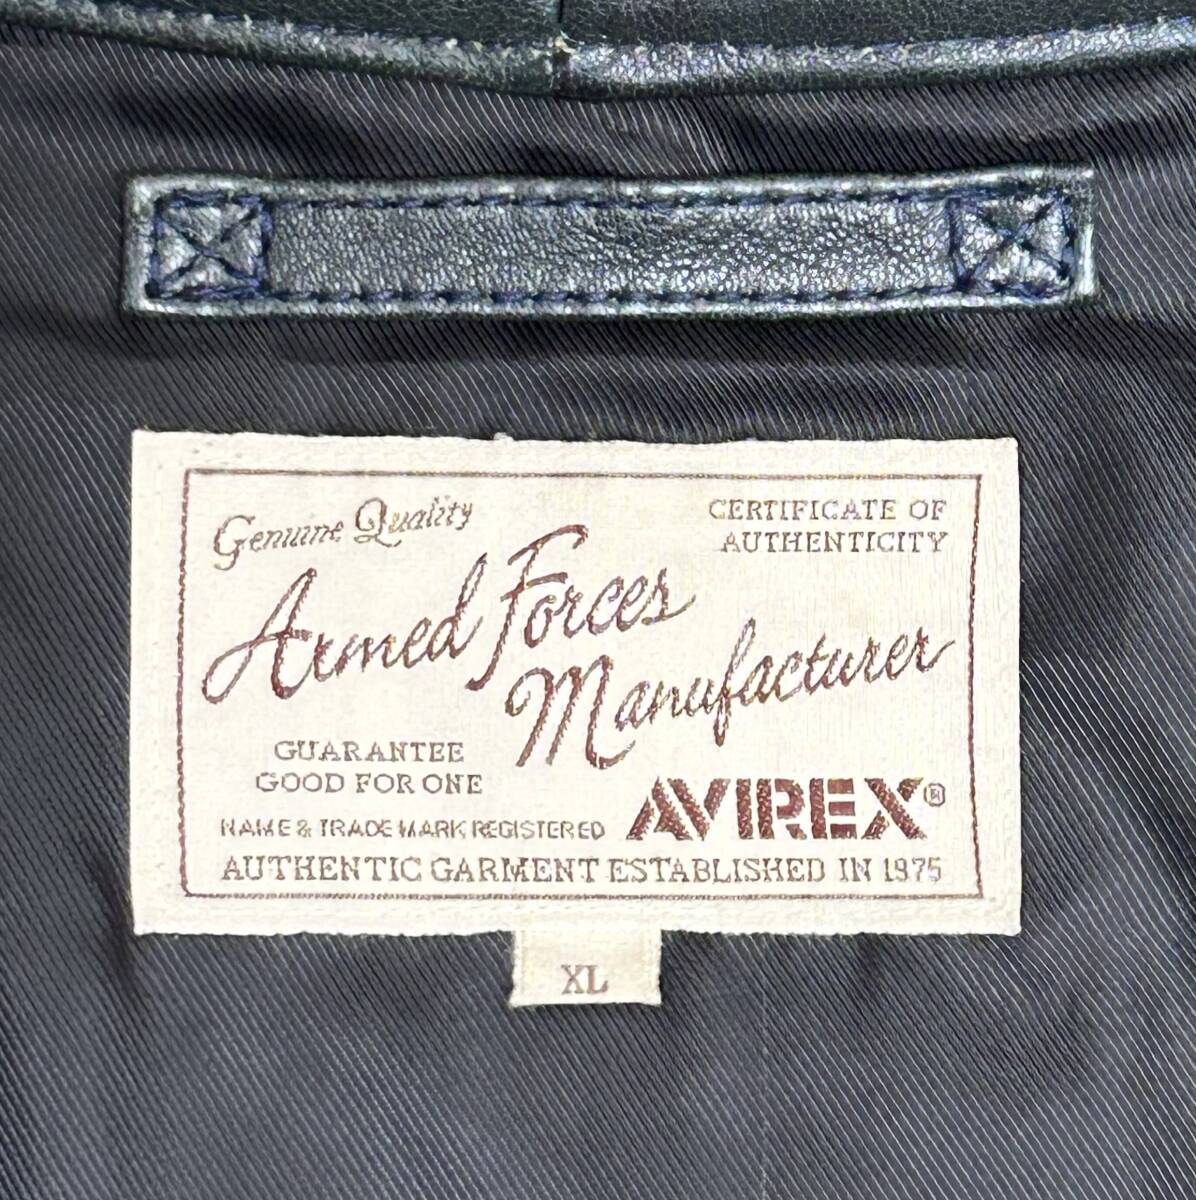 Genuine Quality
CERTIFICATE OF
AUTHENTICITY
Armed Forces
Manufacturer
GUARANTEE
GOOD FOR ONE
NAME & TRADE MARK REGISTERED
AVIREX®
AUTHENTIC GARMENT ESTABLISHED IN 1975
XL